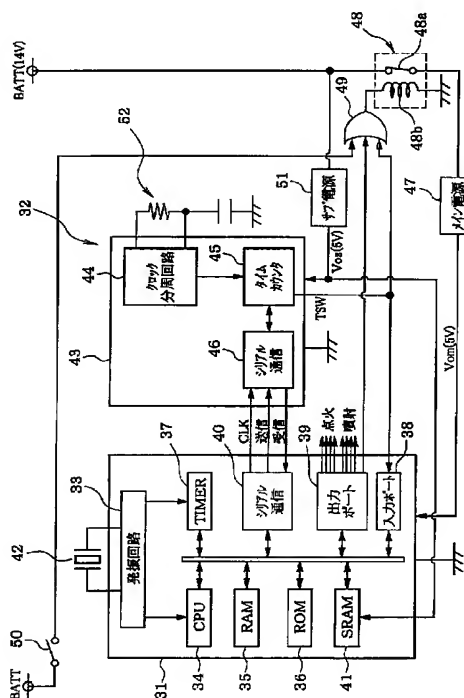 BATT(14V)
BATT
50
42
33
発振回路
31
34
CPU
35
RAM
36
ROM
41
SRAM
37
TIMER
40
シリアル通信
39
出力ポート
38
入力ポート
点火
噴射
CLK
送信
受信
43
32
44
クロック分周回路
45
タイムカウンタ
46
シリアル通信
TSW
52
51
サブ電源
Vos(5V)
49
48
48a
48b
47
メイン電源
Vom(5V)